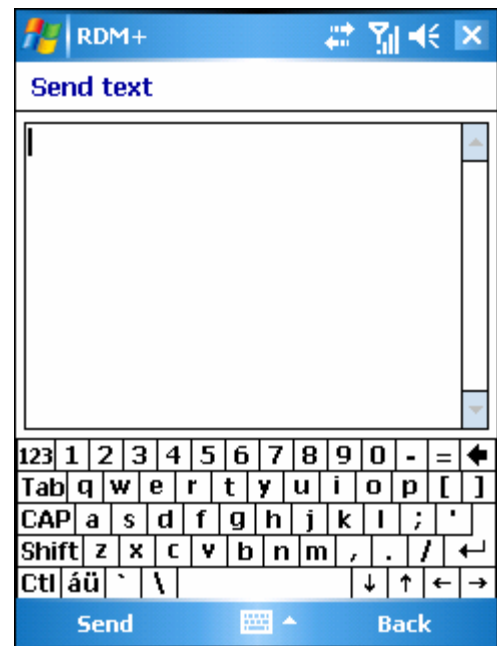 RDM+
Send text
123 1 2 3 4 5 6 7 8 9 0 - =
Tab q w e r t y u i o p [ ]
CAP a s d f g h j k l ; '
Shift z x c v b n m , . /
Ctl áü ` \ ↓ ↑ ← →
Send Back